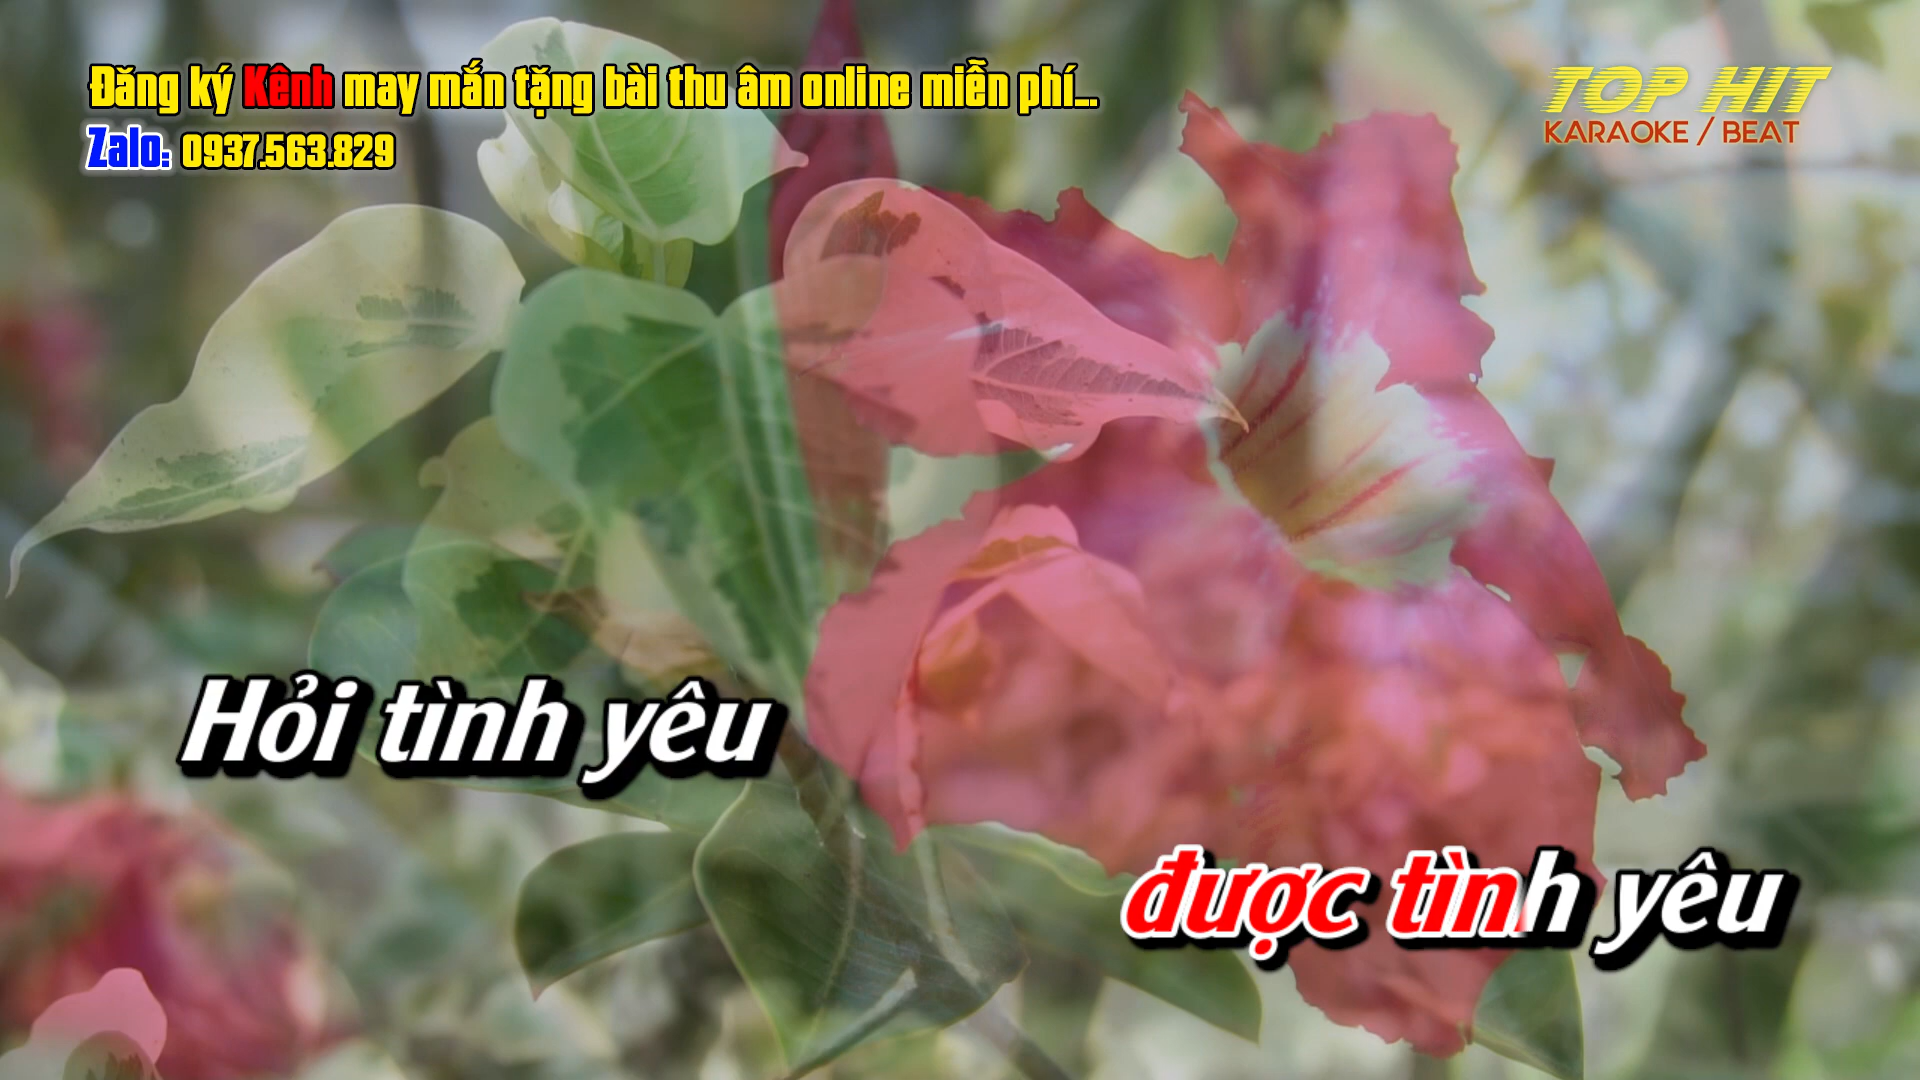 Đăng ký Kênh may mắn tặng bài thu âm online miễn phí...
Zalo: 0937.563.829
TOP HIT
KARAOKE / BEAT
Hỏi tình yêu
được tình yêu